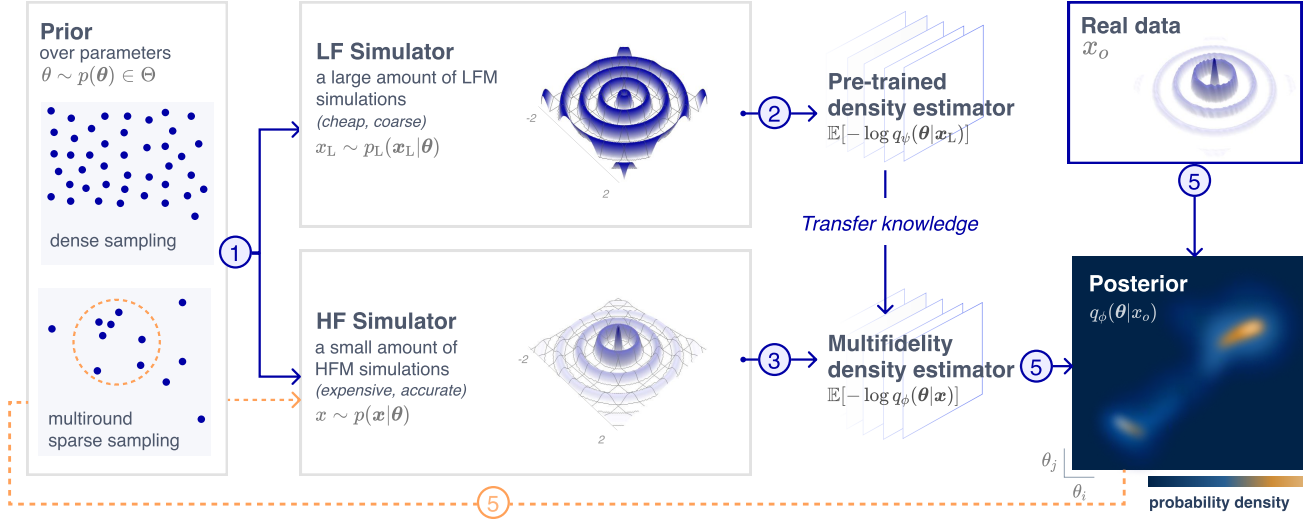 Prior
over parameters
θ ∼ p(θ) ∈ Θ
dense sampling
multiround
sparse sampling
1
LF Simulator
a large amount of LFM
simulations
(cheap, coarse)
x_L ∼ p_L(x_L|θ)
-2
2
HF Simulator
a small amount of
HFM simulations
(expensive, accurate)
x ∼ p(x|θ)
-2
2
2
Pre-trained
density estimator
𝔼[− log q_ψ(θ|x_L)]
Transfer knowledge
3
Multifidelity
density estimator
𝔼[− log q_ϕ(θ|x)]
5
Real data
x_o
5
Posterior
q_ϕ(θ|x_o)
θ_j
θ_i
probability density
5